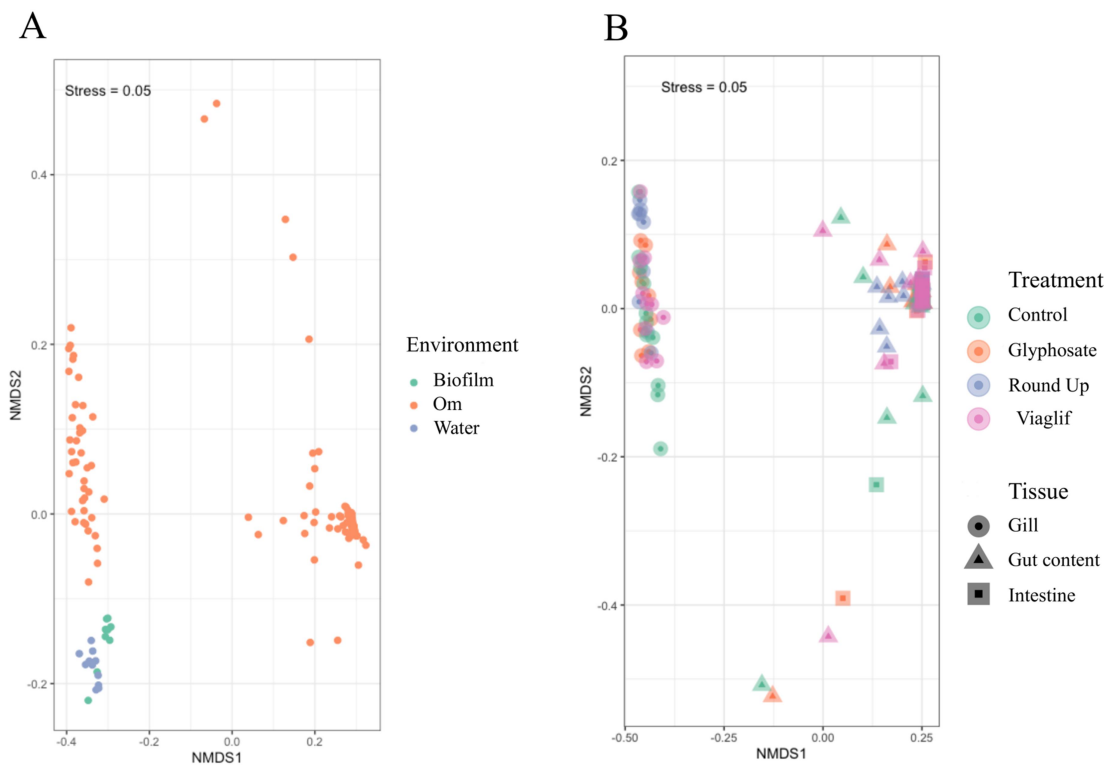 A
Stress = 0.05
0.4
0.2
0.0
-0.2
NMDS2
-0.4
-0.2
0.0
0.2
NMDS1
Environment
Biofilm
Om
Water
B
Stress = 0.05
0.2
0.0
-0.2
-0.4
NMDS2
-0.50
-0.25
0.00
0.25
NMDS1
Treatment
Control
Glyphosate
Round Up
Viaglif
Tissue
Gill
Gut content
Intestine